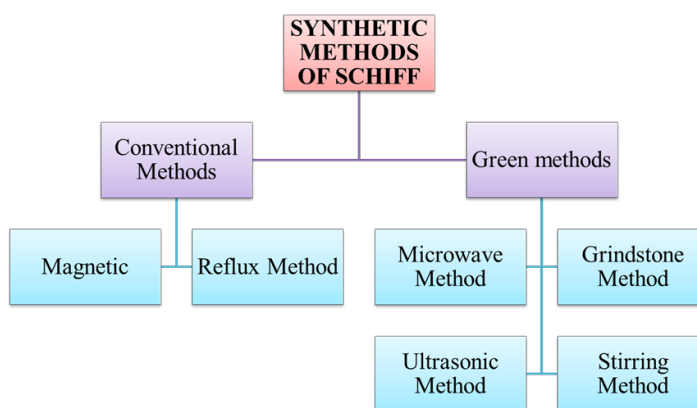 SYNTHETIC
METHODS
OF SCHIFF
Conventional
Methods
Green methods
Magnetic
Reflux Method
Microwave
Method
Grindstone
Method
Ultrasonic
Method
Stirring
Method